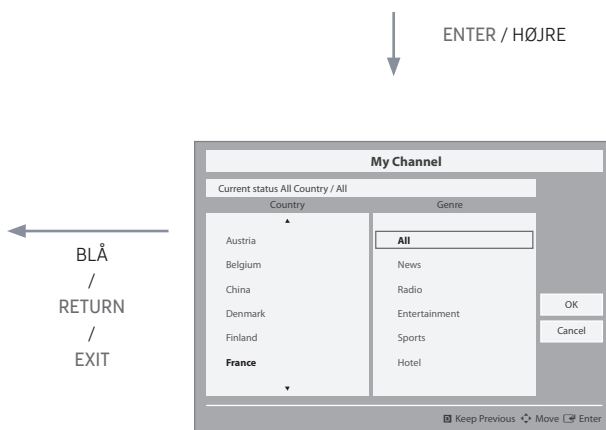 ENTER / HØJRE
My Channel
Current status All Country / All
Country Genre
Austria All
Belgium News
China Radio
Denmark Entertainment
Finland Sports
France Hotel
OK
Cancel
BLÅ
/
RETURN
/
EXIT
D Keep Previous Move Enter